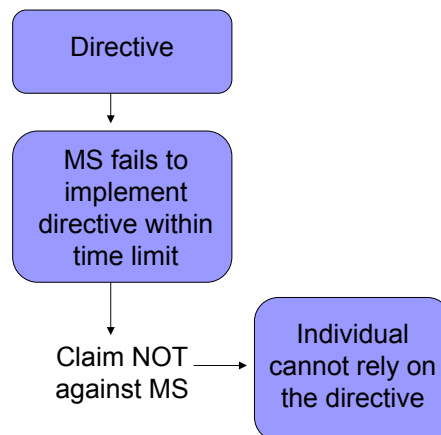 Directive
MS fails to
implement
directive within
time limit
Claim NOT
against MS
Individual
cannot rely on
the directive